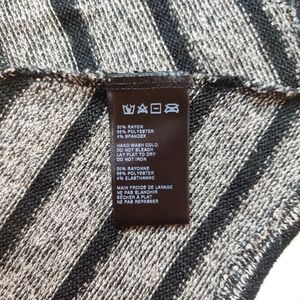 30% RAYON
66% POLYESTER
4% SPANDEX
HAND WASH COLD,
DO NOT BLEACH
LAY FLAT TO DRY
DO NOT IRON
30% RAYONNE
66% POLYESTER
4% ELASTHANNE
MAIN FROIDE DE LAVAGE
NE PAS BLANCHIR
SÉCHER À PLAT
NE PAS REPASSER